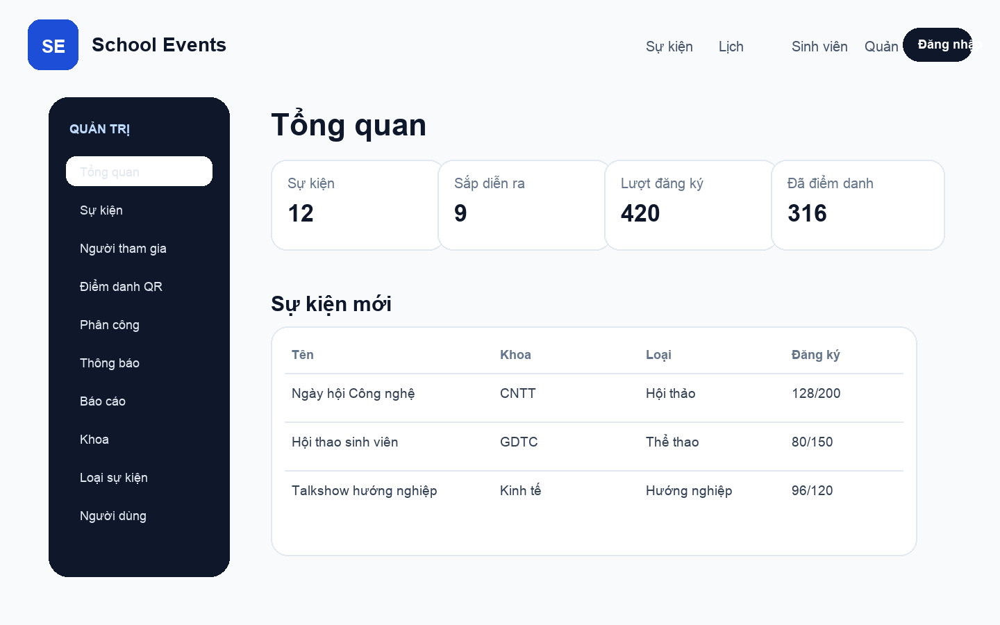 SE
School Events
Sự kiện Lịch Sinh viên Quản Đăng nhập
QUẢN TRỊ
Tổng quan
Sự kiện
Người tham gia
Điểm danh QR
Phân công
Thông báo
Báo cáo
Khoa
Loại sự kiện
Người dùng
Tổng quan
Sự kiện Sắp diễn ra Lượt đăng ký Đã điểm danh
12 9 420 316
Sự kiện mới
Tên Khoa Loại Đăng ký
Ngày hội Công nghệ CNTT Hội thảo 128/200
Hội thao sinh viên GDTC Thể thao 80/150
Talkshow hướng nghiệp Kinh tế Hướng nghiệp 96/120